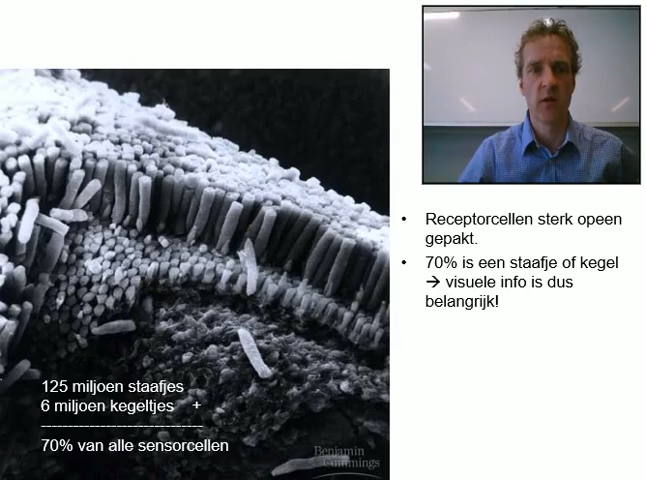 • Receptorcellen sterk opeen
gepakt.
• 70% is een staafje of kegel
→ visuele info is dus
belangrijk!
125 miljoen staafjes
6 miljoen kegeltjes +
------------------------------
70% van alle sensorcellen
Benjamin
Cummings